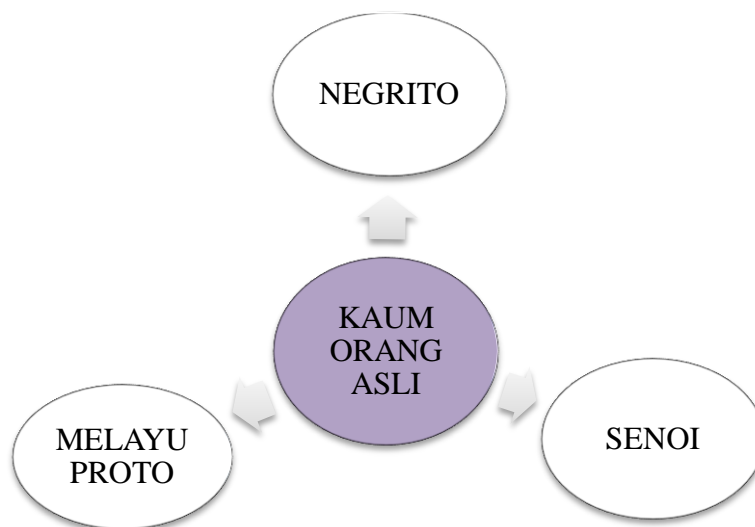 NEGRITO
KAUM
ORANG
ASLI
MELAYU
PROTO
SENOI